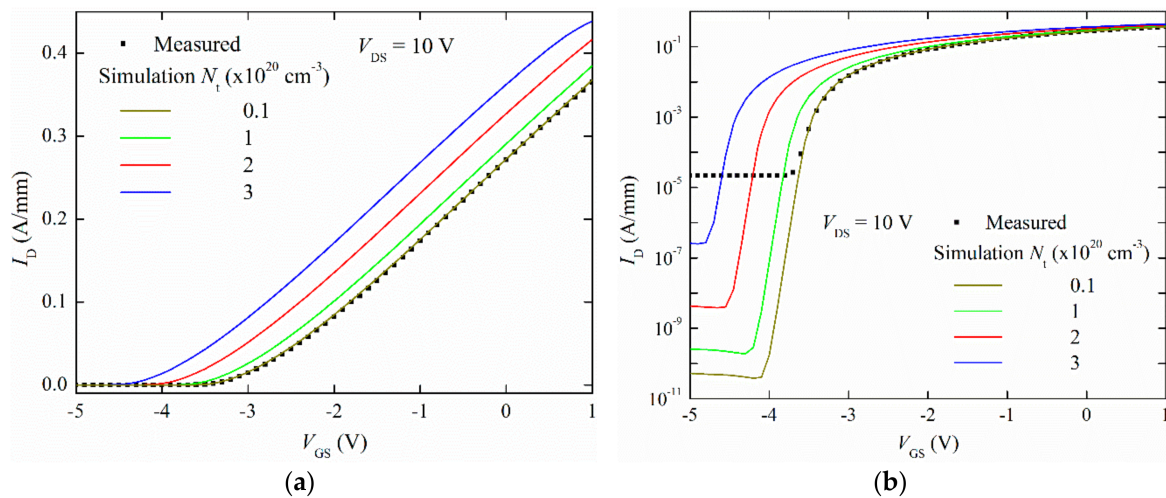 Measured
V_DS = 10 V
Simulation N_t (x10^20 cm^-3)
0.1
1
2
3
I_D (A/mm)
0.4
0.3
0.2
0.1
0.0
-5 -4 -3 -2 -1 0 1
V_GS (V)
(a)
I_D (A/mm)
10^-1
10^-3
10^-5
10^-7
10^-9
10^-11
V_DS = 10 V
Measured
Simulation N_t (x10^20 cm^-3)
0.1
1
2
3
-5 -4 -3 -2 -1 0 1
V_GS (V)
(b)